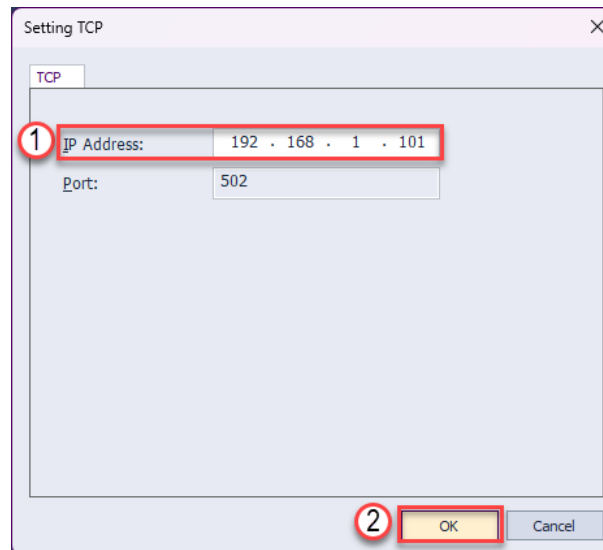 Setting TCP
TCP
1 IP Address: 192 . 168 . 1 . 101
Port: 502
2 OK Cancel